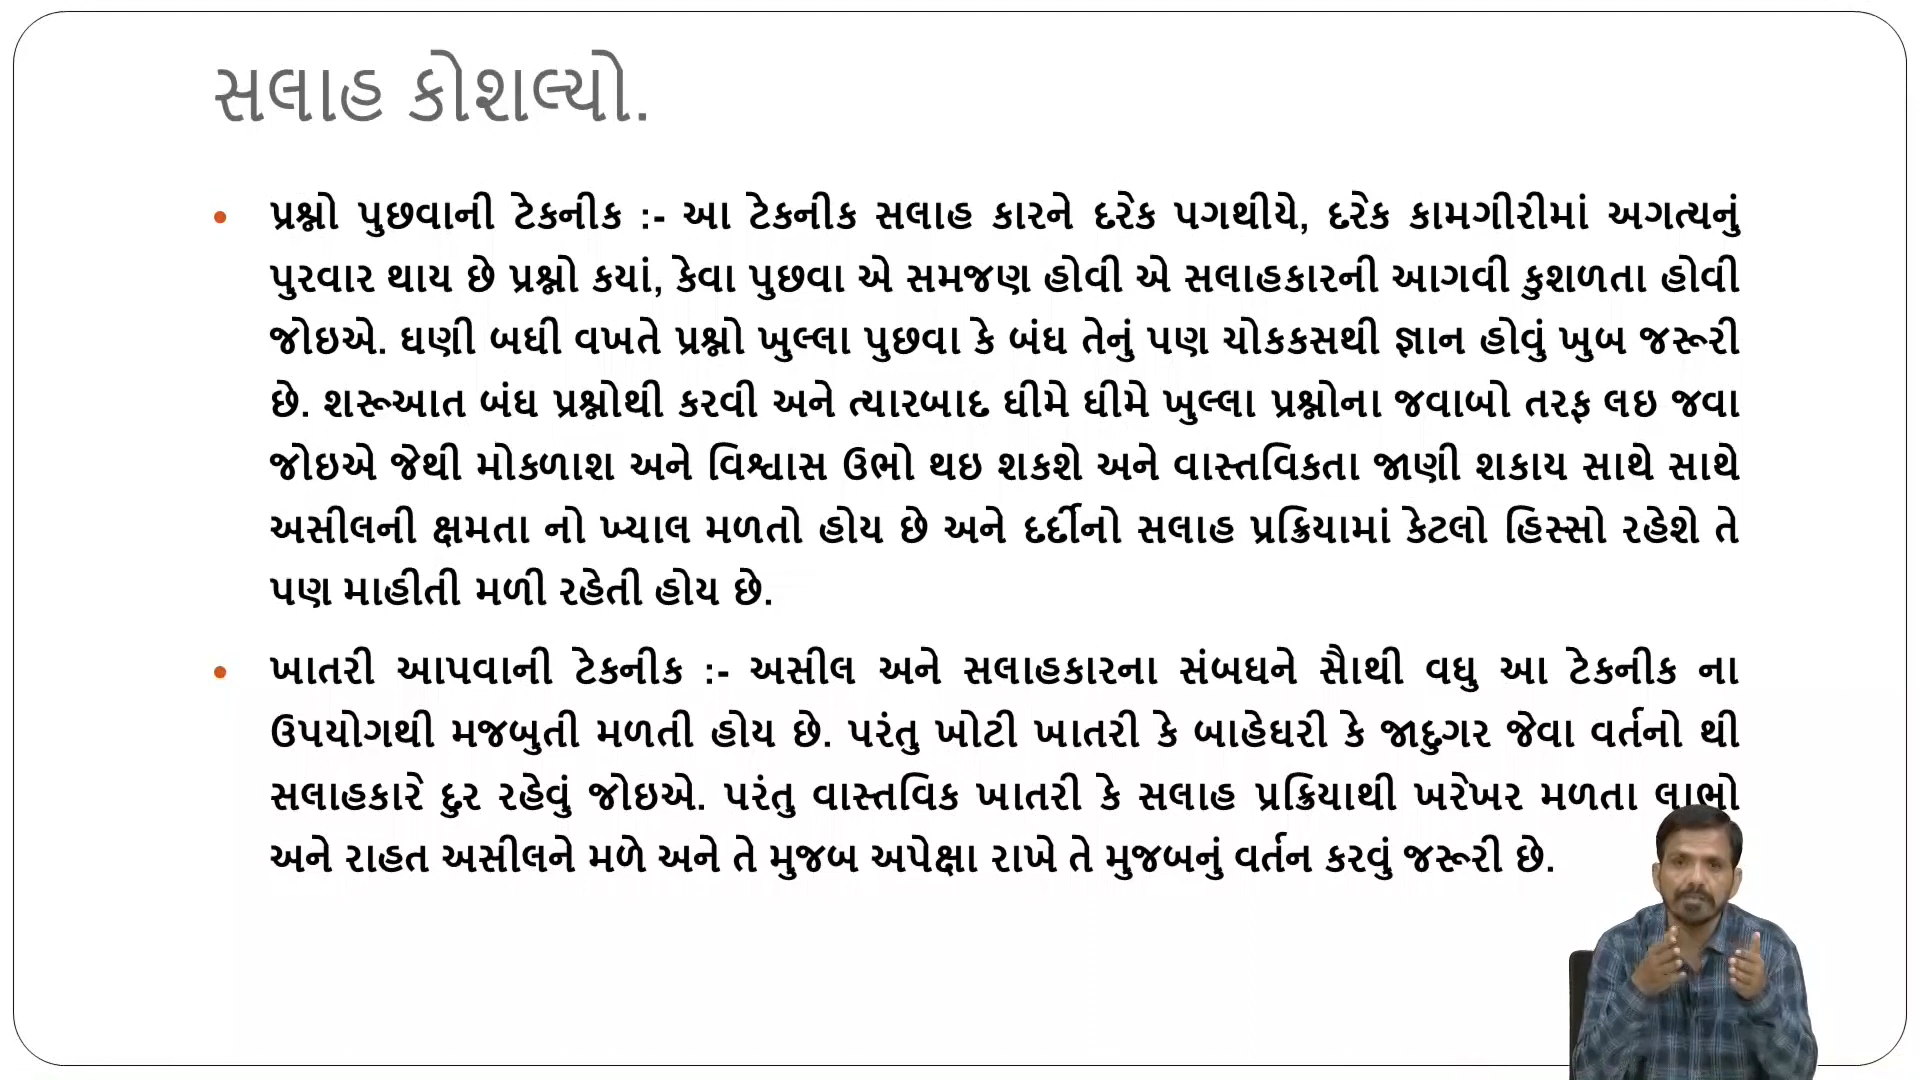 સલાહ કોશલ્યો.
• પ્રશ્નો પુછવાની ટેકનીક :- આ ટેકનીક સલાહ કારને દરેક પગથીયે, દરેક કામગીરીમાં અગત્યનું
પુરવાર થાય છે પ્રશ્નો કયાં, કેવા પુછવા એ સમજણ હોવી એ સલાહકારની આગવી કુશળતા હોવી
જોઇએ. ઘણી બધી વખતે પ્રશ્નો ખુલ્લા પુછવા કે બંધ તેનું પણ ચોકકસથી જ્ઞાન હોવું ખુબ જરૂરી
છે. શરૂઆત બંધ પ્રશ્નોથી કરવી અને ત્યારબાદ ધીમે ધીમે ખુલ્લા પ્રશ્નોના જવાબો તરફ લઇ જવા
જોઇએ જેથી મોકળાશ અને વિશ્વાસ ઉભો થઇ શકશે અને વાસ્તવિકતા જાણી શકાય સાથે સાથે
અસીલની ક્ષમતા નો ખ્યાલ મળતો હોય છે અને દર્દીનો સલાહ પ્રક્રિયામાં કેટલો હિસ્સો રહેશે તે
પણ માહીતી મળી રહેતી હોય છે.
• ખાતરી આપવાની ટેકનીક :- અસીલ અને સલાહકારના સંબધને સૈાથી વધુ આ ટેકનીક ના
ઉપયોગથી મજબુતી મળતી હોય છે. પરંતુ ખોટી ખાતરી કે બાહેધરી કે જાદુગર જેવા વર્તનો થી
સલાહકારે દુર રહેવું જોઇએ. પરંતુ વાસ્તવિક ખાતરી કે સલાહ પ્રક્રિયાથી ખરેખર મળતા લાભો
અને રાહત અસીલને મળે અને તે મુજબ અપેક્ષા રાખે તે મુજબનું વર્તન કરવું જરૂરી છે.